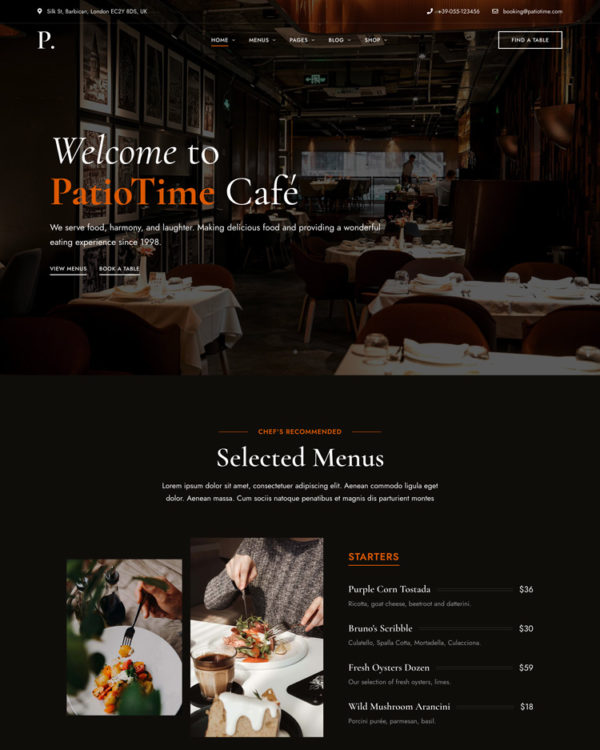 Silk St, Barbican, London EC2Y 8DS, UK
+39-055-123456
booking@patiotime.com
P.
HOME
MENUS
PAGES
BLOG
SHOP
FIND A TABLE
Welcome to
PatioTime Café
We serve food, harmony, and laughter. Making delicious food and providing a wonderful
eating experience since 1998.
VIEW MENUS
BOOK A TABLE
CHEF'S RECOMMENDED
Selected Menus
Lorem ipsum dolor sit amet, consectetuer adipiscing elit. Aenean commodo ligula eget
dolor. Aenean massa. Cum sociis natoque penatibus et magnis dis parturient montes
STARTERS
Purple Corn Tostada $36
Ricotta, goat cheese, beetroot and datterini.
Bruno's Scribble $30
Culatello, Spalla Cotta, Mortadella, Culacciona.
Fresh Oysters Dozen $59
Our selection of fresh oysters, limes.
Wild Mushroom Arancini $18
Porcini purée, parmesan, basil.